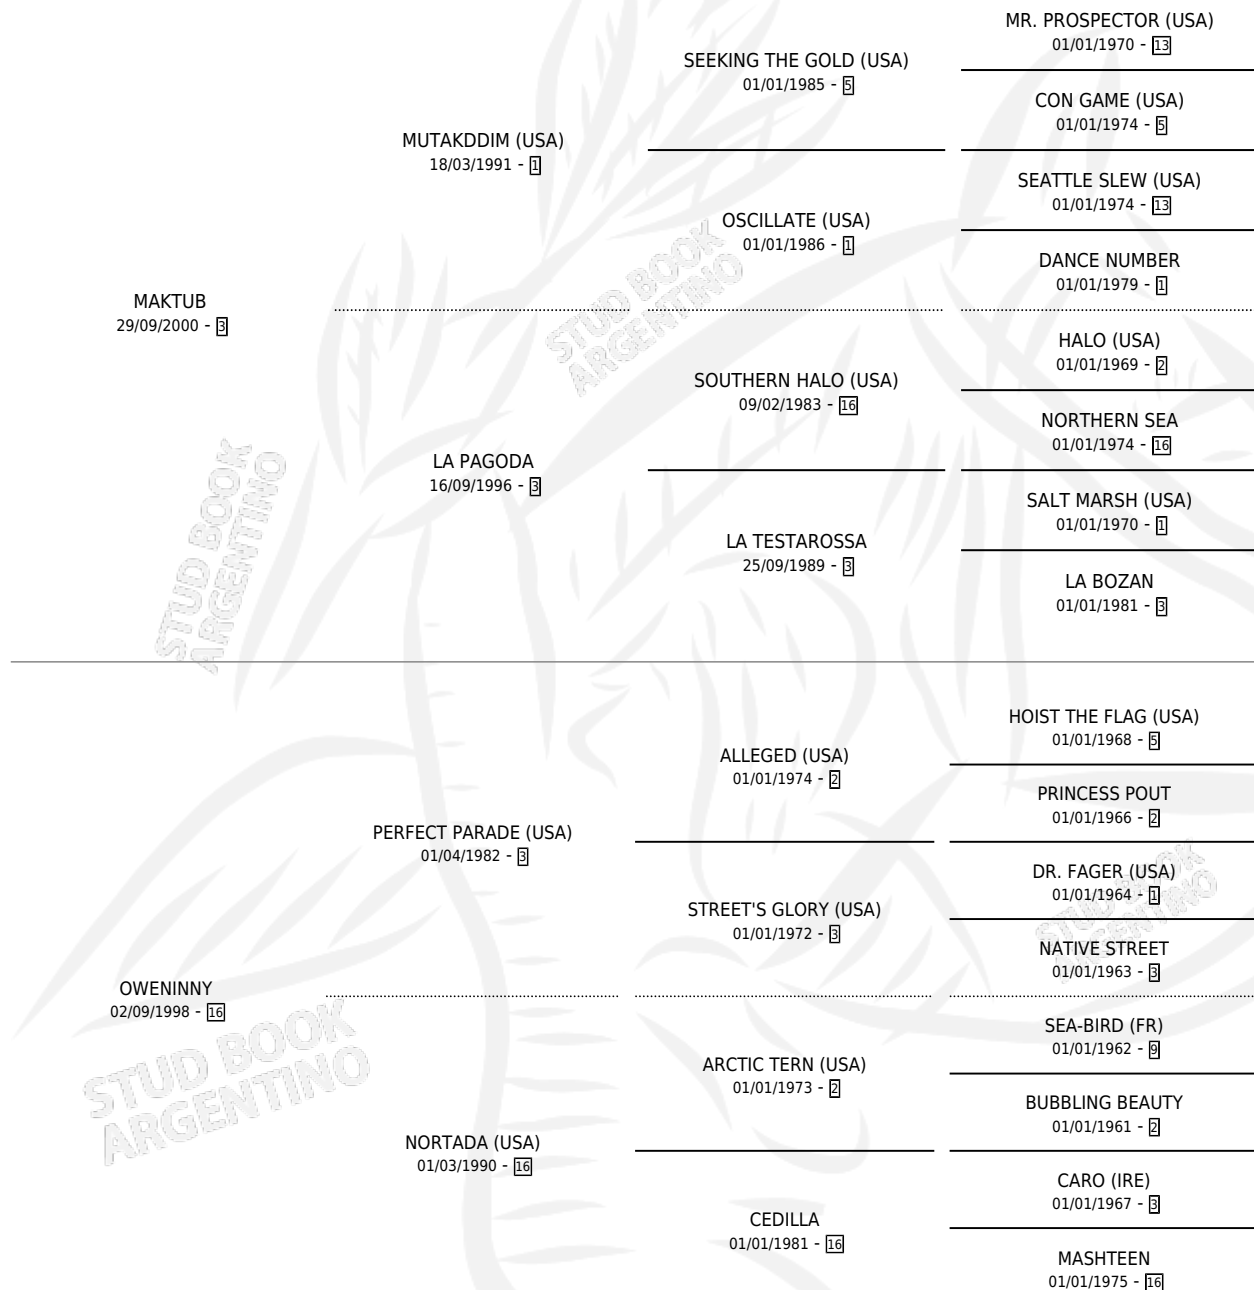 MR. PROSPECTOR (USA)
01/01/1970 - 13
SEEKING THE GOLD (USA)
01/01/1985 - 5
CON GAME (USA)
01/01/1974 - 5
MUTAKDDIM (USA)
18/03/1991 - 1
SEATTLE SLEW (USA)
01/01/1974 - 13
OSCILLATE (USA)
01/01/1986 - 1
DANCE NUMBER
01/01/1979 - 1
MAKTUB
29/09/2000 - 3
HALO (USA)
01/01/1969 - 2
SOUTHERN HALO (USA)
09/02/1983 - 16
NORTHERN SEA
01/01/1974 - 16
LA PAGODA
16/09/1996 - 3
SALT MARSH (USA)
01/01/1970 - 1
LA TESTAROSSA
25/09/1989 - 3
LA BOZAN
01/01/1981 - 3
HOIST THE FLAG (USA)
01/01/1968 - 5
ALLEGED (USA)
01/01/1974 - 2
PRINCESS POUT
01/01/1966 - 2
PERFECT PARADE (USA)
01/04/1982 - 3
DR. FAGER (USA)
01/01/1964 - 1
STREET'S GLORY (USA)
01/01/1972 - 3
NATIVE STREET
01/01/1963 - 3
OWENINNY
02/09/1998 - 16
SEA-BIRD (FR)
01/01/1962 - 9
ARCTIC TERN (USA)
01/01/1973 - 2
BUBBLING BEAUTY
01/01/1961 - 2
NORTADA (USA)
01/03/1990 - 16
CARO (IRE)
01/01/1967 - 3
CEDILLA
01/01/1981 - 16
MASHTEEN
01/01/1975 - 16
STUD BOOK
ARGENTINO
STUD BOOK
ARGENTINO
STUD BOOK
ARGENTINO
STUD BOOK
ARGENTINO